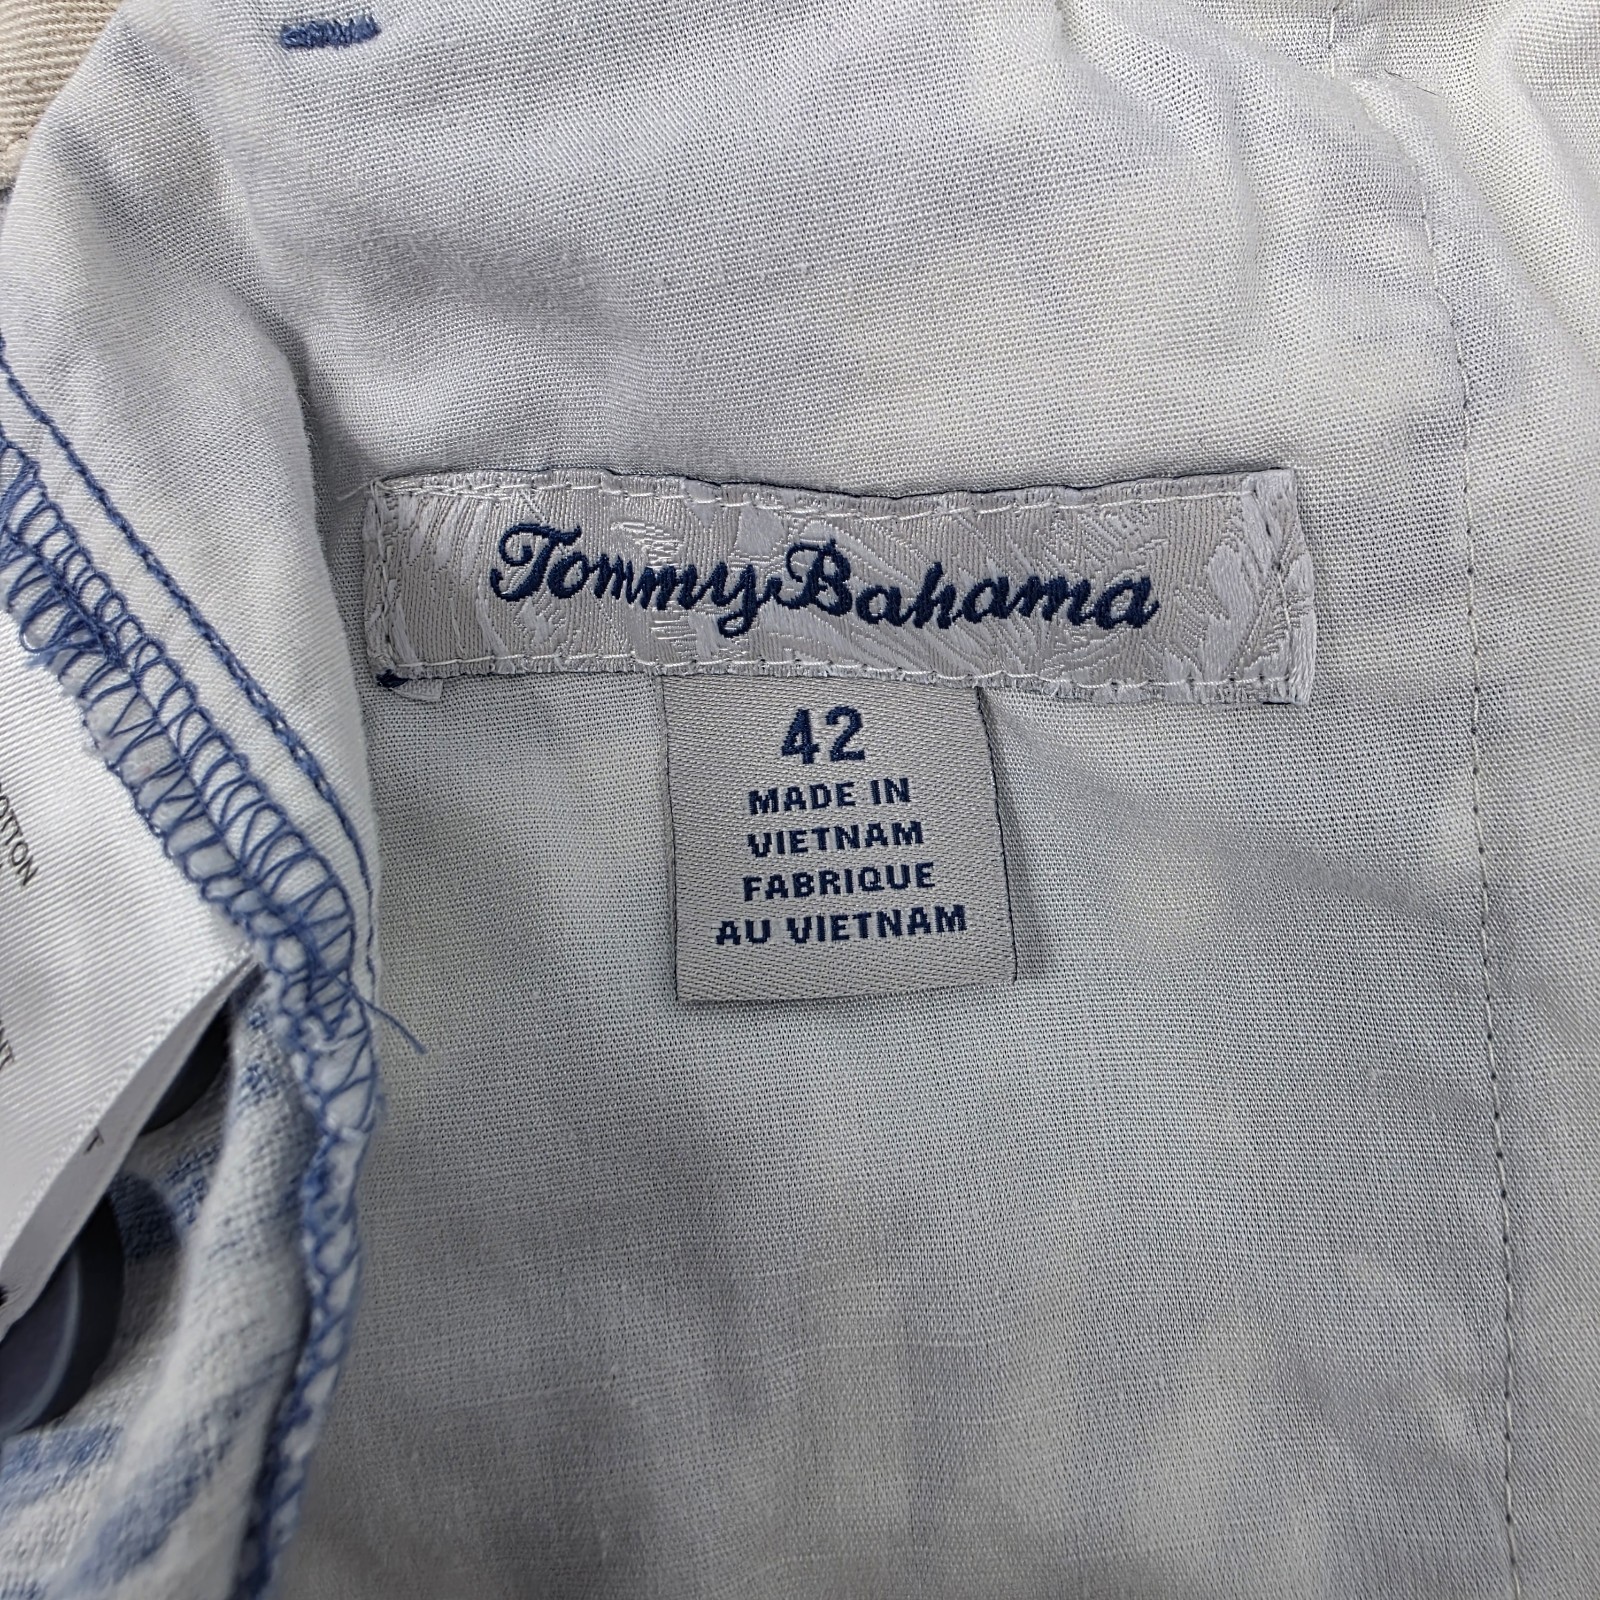 Tommy Bahama
42
MADE IN
VIETNAM
FABRIQUE
AU VIETNAM